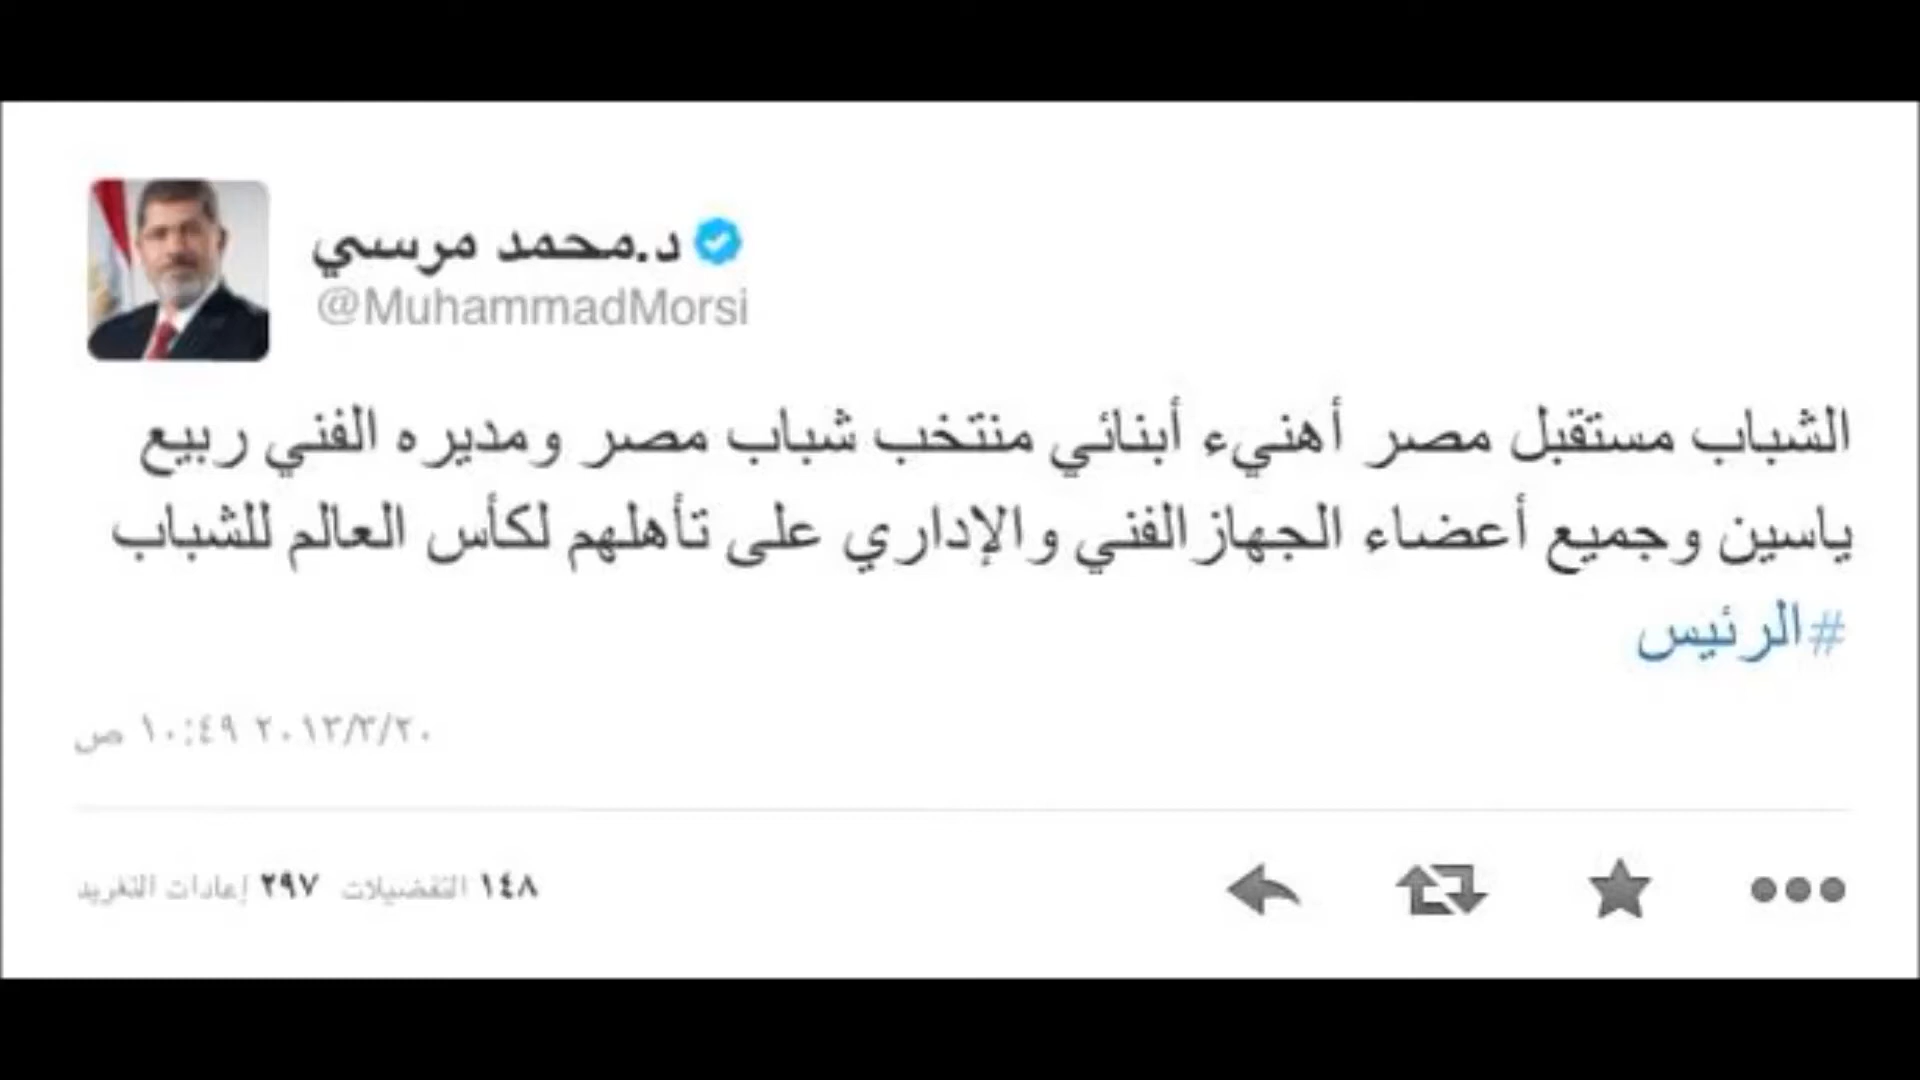 د.محمد مرسي
@MuhammadMorsi
الشباب مستقبل مصر أهنيء أبنائي منتخب شباب مصر ومديره الفني ربيع
ياسين وجميع أعضاء الجهاز الفني والإداري على تأهلهم لكأس العالم للشباب
#الرئيس
٢٠١٣/٣/٢٠ ١٠:٤٩ ص
١٤٨ التفضيلات ٢٩٧ إعادات التغريد